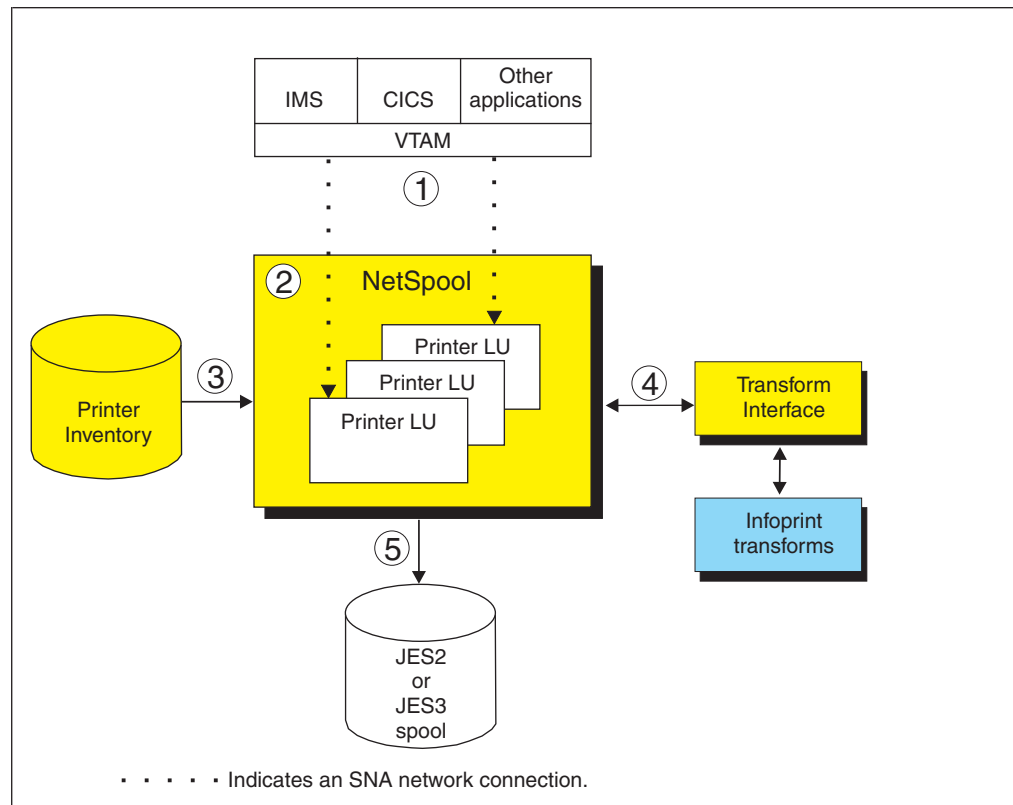 IMS
CICS
Other
applications
VTAM
①
②
NetSpool
Printer LU
Printer LU
Printer LU
Printer
Inventory
③
④
Transform
Interface
Infoprint
transforms
⑤
JES2
or
JES3
spool
. . . . . Indicates an SNA network connection.